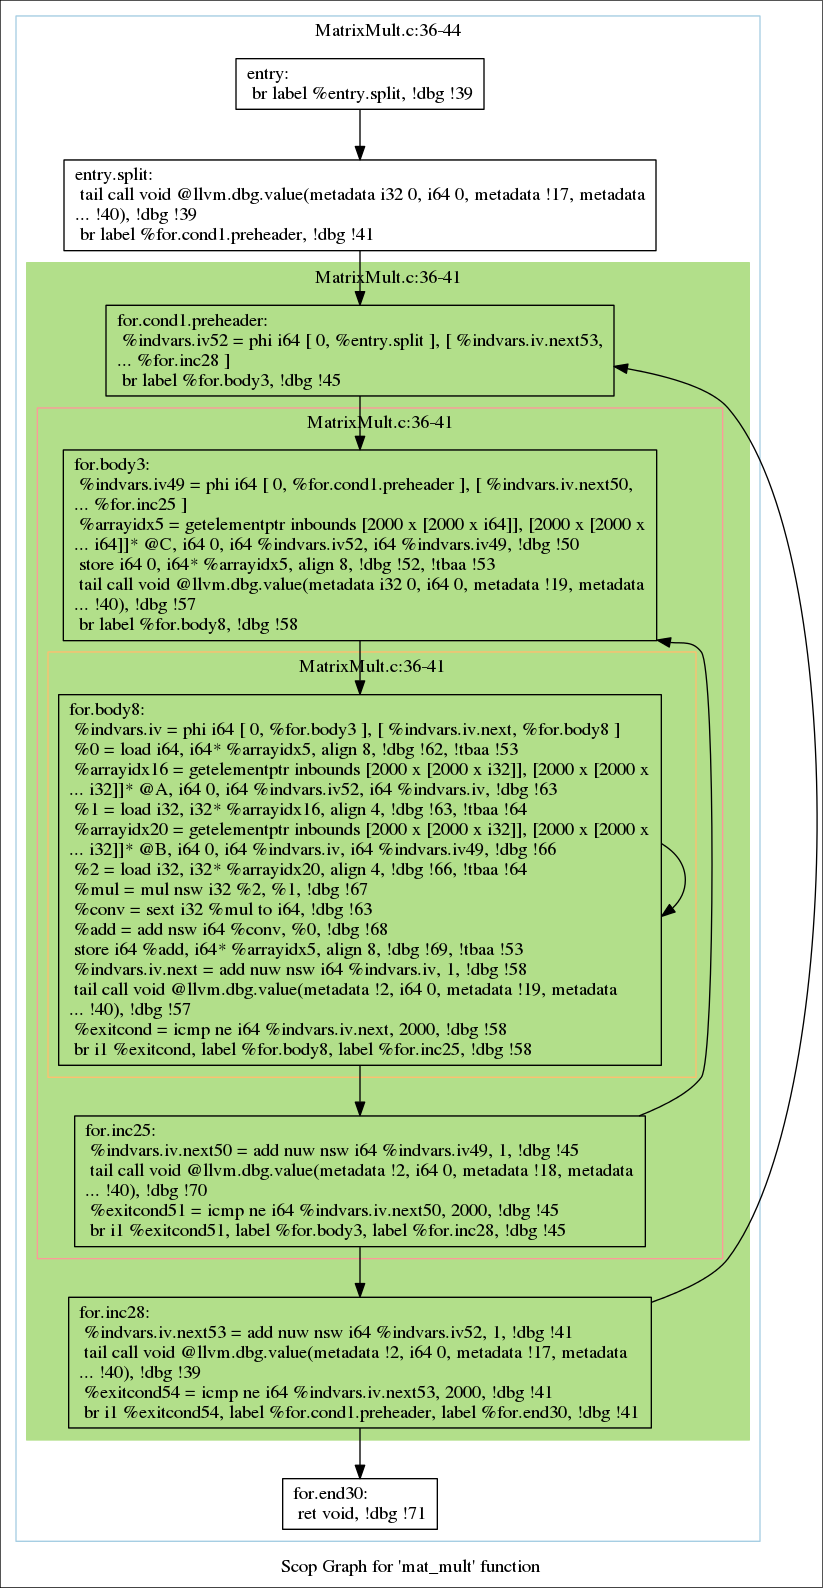 MatrixMult.c:36-44
entry:
br label %entry.split, !dbg !39
entry.split:
tail call void @llvm.dbg.value(metadata i32 0, i64 0, metadata !17, metadata
... !40), !dbg !39
br label %for.cond1.preheader, !dbg !41
MatrixMult.c:36-41
for.cond1.preheader:
%indvars.iv52 = phi i64 [ 0, %entry.split ], [ %indvars.iv.next53,
... %for.inc28 ]
br label %for.body3, !dbg !45
MatrixMult.c:36-41
for.body3:
%indvars.iv49 = phi i64 [ 0, %for.cond1.preheader ], [ %indvars.iv.next50,
... %for.inc25 ]
%arrayidx5 = getelementptr inbounds [2000 x [2000 x i64]], [2000 x [2000 x
... i64]]* @C, i64 0, i64 %indvars.iv52, i64 %indvars.iv49, !dbg !50
store i64 0, i64* %arrayidx5, align 8, !dbg !52, !tbaa !53
tail call void @llvm.dbg.value(metadata i32 0, i64 0, metadata !19, metadata
... !40), !dbg !57
br label %for.body8, !dbg !58
MatrixMult.c:36-41
for.body8:
%indvars.iv = phi i64 [ 0, %for.body3 ], [ %indvars.iv.next, %for.body8 ]
%0 = load i64, i64* %arrayidx5, align 8, !dbg !62, !tbaa !53
%arrayidx16 = getelementptr inbounds [2000 x [2000 x i32]], [2000 x [2000 x
... i32]]* @A, i64 0, i64 %indvars.iv52, i64 %indvars.iv, !dbg !63
%1 = load i32, i32* %arrayidx16, align 4, !dbg !63, !tbaa !64
%arrayidx20 = getelementptr inbounds [2000 x [2000 x i32]], [2000 x [2000 x
... i32]]* @B, i64 0, i64 %indvars.iv, i64 %indvars.iv49, !dbg !66
%2 = load i32, i32* %arrayidx20, align 4, !dbg !66, !tbaa !64
%mul = mul nsw i32 %2, %1, !dbg !67
%conv = sext i32 %mul to i64, !dbg !63
%add = add nsw i64 %conv, %0, !dbg !68
store i64 %add, i64* %arrayidx5, align 8, !dbg !69, !tbaa !53
%indvars.iv.next = add nuw nsw i64 %indvars.iv, 1, !dbg !58
tail call void @llvm.dbg.value(metadata !2, i64 0, metadata !19, metadata
... !40), !dbg !57
%exitcond = icmp ne i64 %indvars.iv.next, 2000, !dbg !58
br i1 %exitcond, label %for.body8, label %for.inc25, !dbg !58
for.inc25:
%indvars.iv.next50 = add nuw nsw i64 %indvars.iv49, 1, !dbg !45
tail call void @llvm.dbg.value(metadata !2, i64 0, metadata !18, metadata
... !40), !dbg !70
%exitcond51 = icmp ne i64 %indvars.iv.next50, 2000, !dbg !45
br i1 %exitcond51, label %for.body3, label %for.inc28, !dbg !45
for.inc28:
%indvars.iv.next53 = add nuw nsw i64 %indvars.iv52, 1, !dbg !41
tail call void @llvm.dbg.value(metadata !2, i64 0, metadata !17, metadata
... !40), !dbg !39
%exitcond54 = icmp ne i64 %indvars.iv.next53, 2000, !dbg !41
br i1 %exitcond54, label %for.cond1.preheader, label %for.end30, !dbg !41
for.end30:
ret void, !dbg !71
Scop Graph for 'mat_mult' function